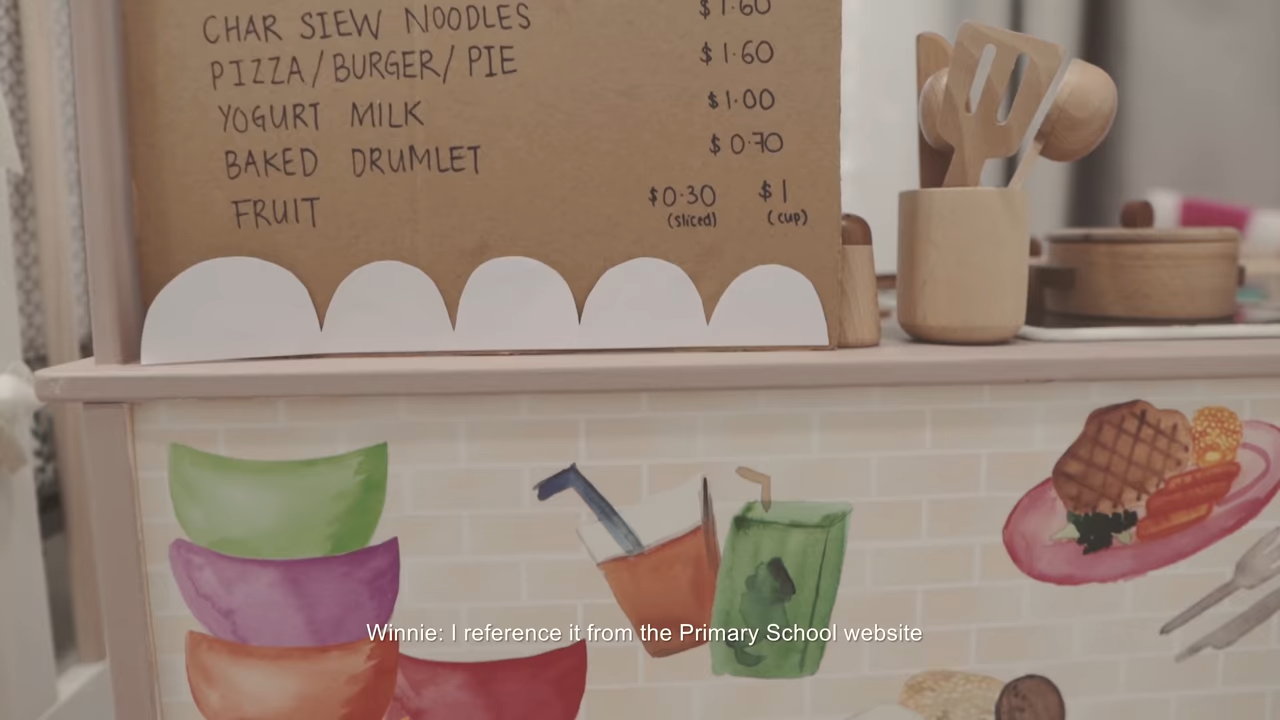 CHAR SIEW NOODLES $1.60
PIZZA/BURGER/PIE $1.60
YOGURT MILK $1.00
BAKED DRUMLET $0.70
FRUIT $0.30 $1
(sliced) (cup)
Winnie: I reference it from the Primary School website